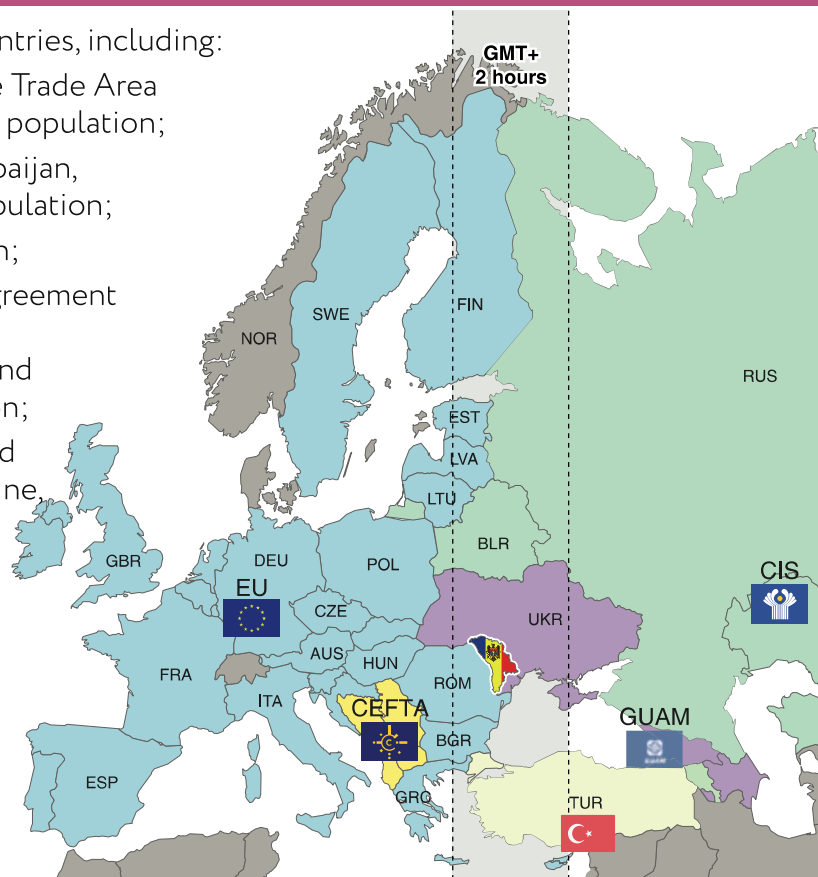 ntries, including:
e Trade Area
population;
baijan,
pulation;
n;
greement
nd
on;
d
ne,
GMT+
2 hours
NOR
SWE
FIN
RUS
EST
LVA
LTU
BLR
GBR
DEU
POL
EU
CZE
UKR
CIS
AUS
HUN
FRA
ROM
ITA
CEFTA
GUAM
BGR
ESP
GRC
TUR